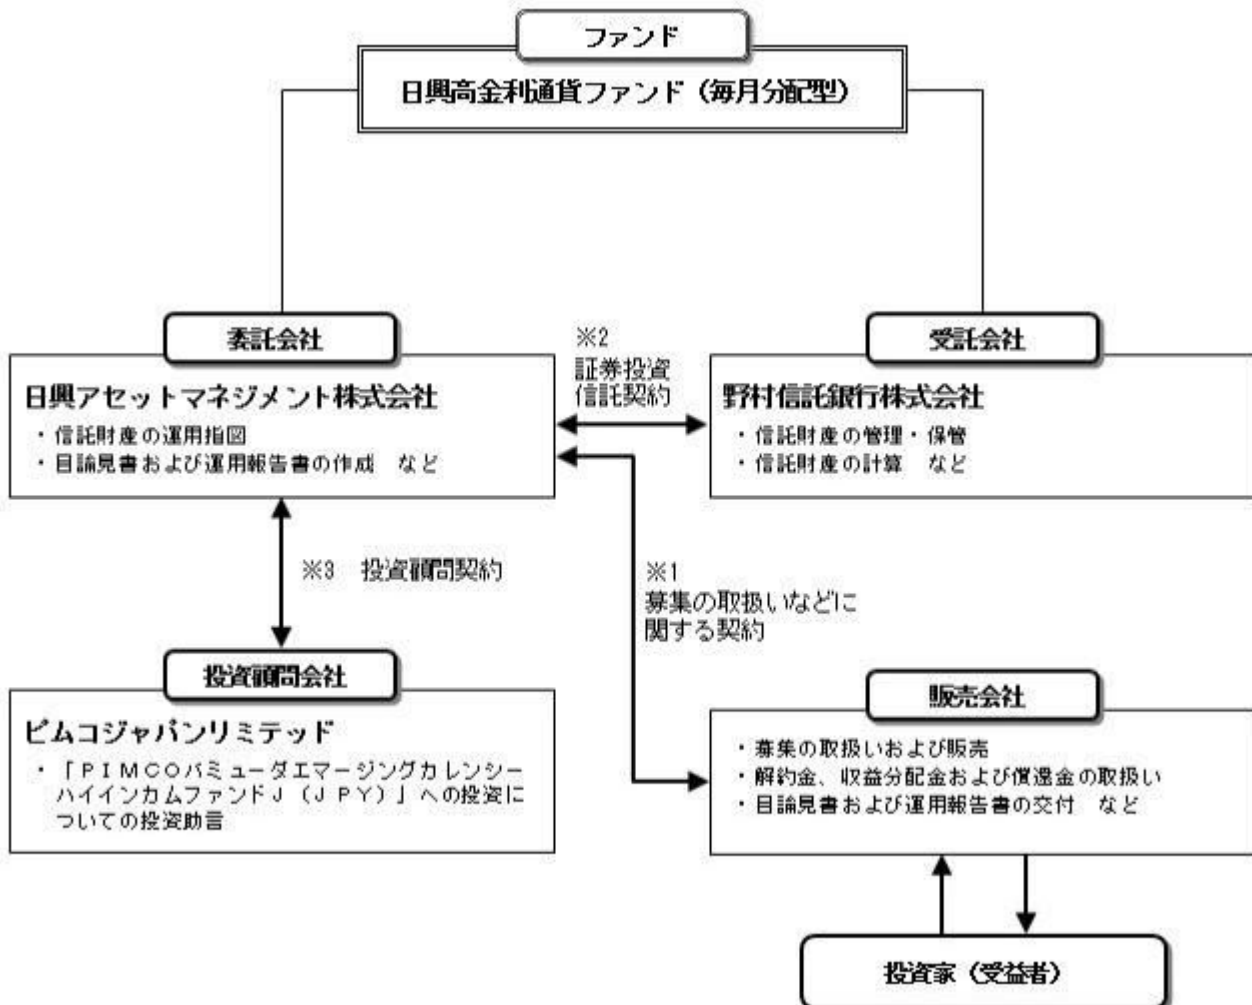 ファンド
日興高金利通貨ファンド（毎月分配型）
委託会社
日興アセットマネジメント株式会社
・信託財産の運用指図
・目論見書および運用報告書の作成　など
※2
証券投資
信託契約
受託会社
野村信託銀行株式会社
・信託財産の管理・保管
・信託財産の計算　など
※3　投資顧問契約
※1
募集の取扱いなどに
関する契約
投資顧問会社
ピムコジャパンリミテッド
・「ＰＩＭＣＯバミューダエマージングカレンシー
ハイインカムファンドＪ（ＪＰＹ）」への投資に
ついての投資助言
販売会社
・募集の取扱いおよび販売
・解約金、収益分配金および償還金の取扱い
・目論見書および運用報告書の交付　など
投資家（受益者）